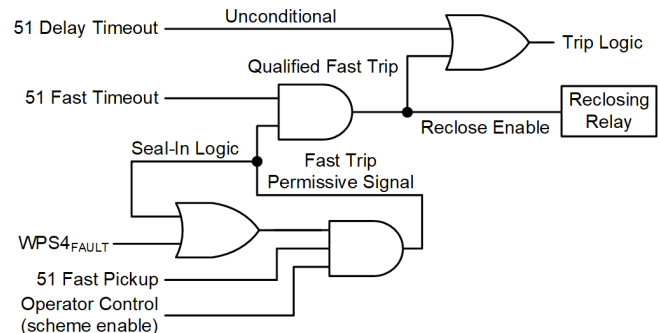 Unconditional
51 Delay Timeout
Trip Logic
Qualified Fast Trip
51 Fast Timeout
Reclose Enable
Reclosing
Relay
Seal-In Logic
Fast Trip
Permissive Signal
WPS4FAULT
51 Fast Pickup
Operator Control
(scheme enable)